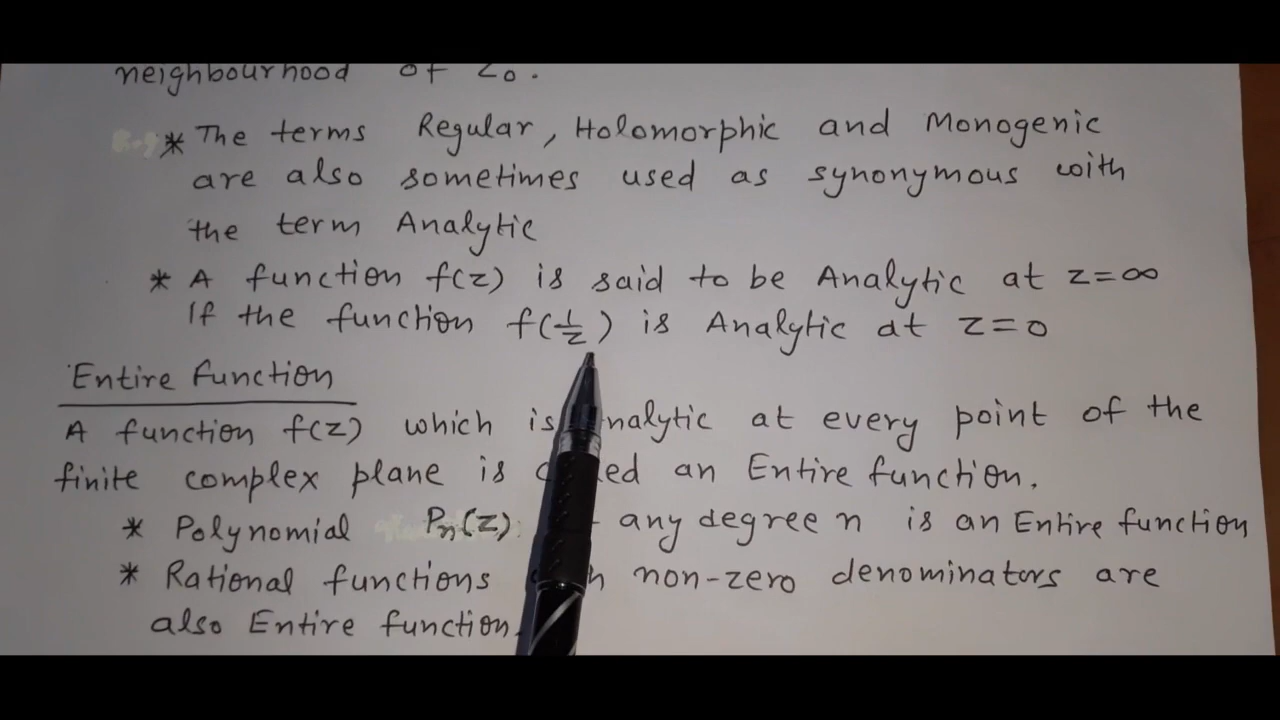 neighbourhood of z₀.
* The terms Regular, Holomorphic and Monogenic
are also sometimes used as synonymous with
the term Analytic
* A function f(z) is said to be Analytic at z=∞
If the function f(1/z) is Analytic at z=0
Entire Function
A function f(z) which is Analytic at every point of the
finite complex plane is called an Entire function.
* Polynomial Pₙ(z) any degree n is an Entire function
* Rational functions non-zero denominators are
also Entire function.